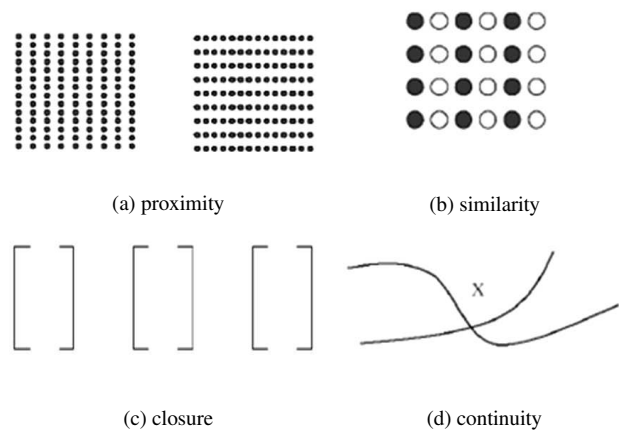 (a) proximity
(b) similarity
X
(c) closure
(d) continuity